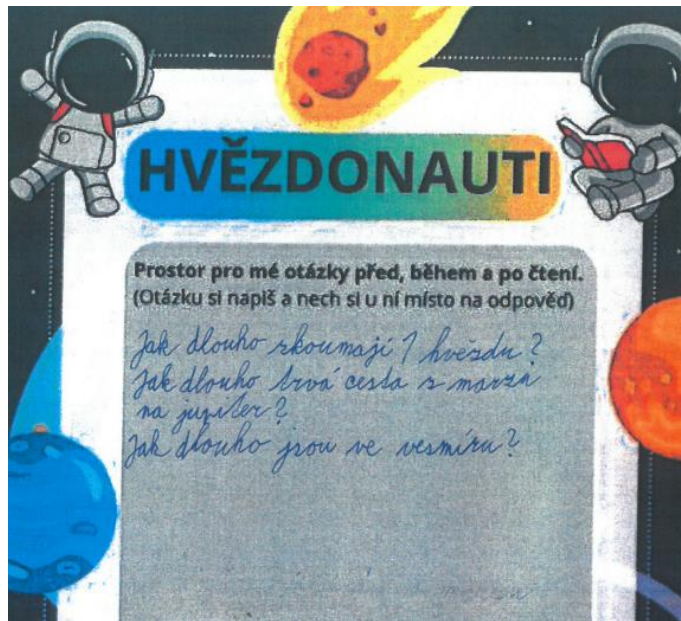 HVĚZDONAUTI
Prostor pro mé otázky před, během a po čtení.
(Otázku si napiš a nech si u ní místo na odpověď)
Jak dlouho skoumají 1 hvězdu?
Jak dlouho trvá cesta z marza
na jupiter?
Jak dlouho jsou ve vesmíru?